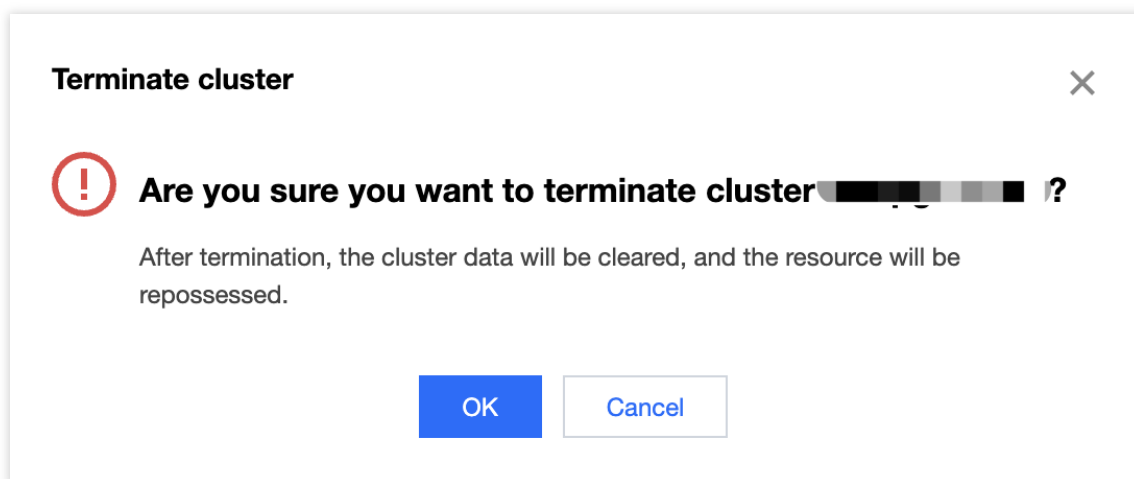 Terminate cluster
Are you sure you want to terminate cluster ?
After termination, the cluster data will be cleared, and the resource will be
repossessed.
OK
Cancel